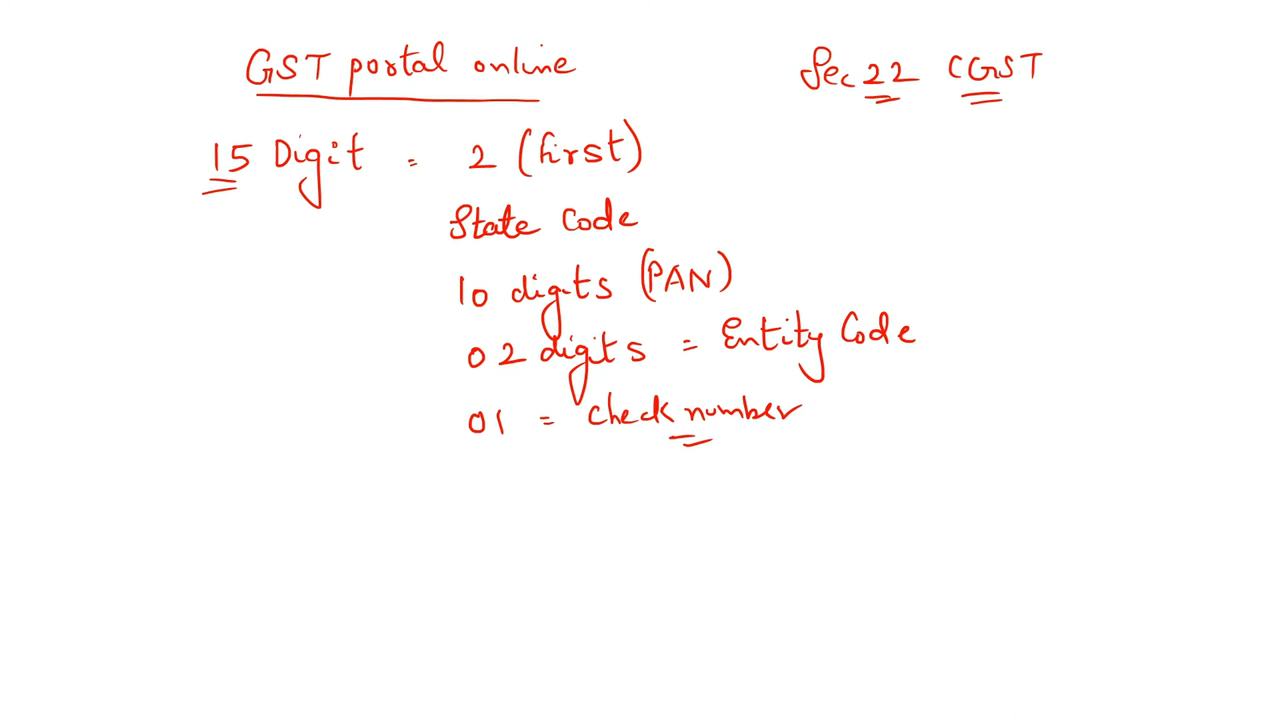 GST portal online
Sec 22 CGST
15 Digit = 2 (first)
State Code
10 digits (PAN)
02 digits = Entity Code
01 = check number